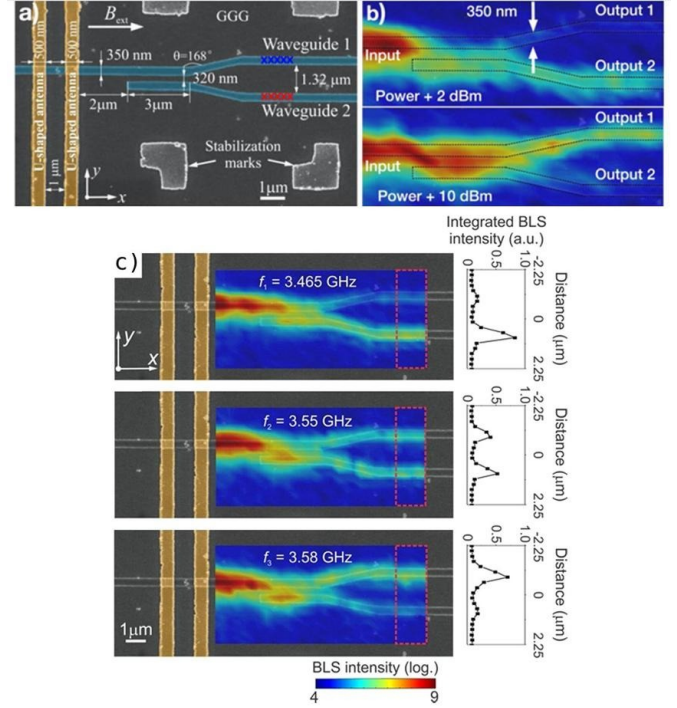 a)
B_ext
GGG
500 nm
500 nm
350 nm
θ=168°
Waveguide 1
320 nm
1.32 μm
2μm
3μm
Waveguide 2
U-shaped antenna
U-shaped antenna
1 μm
Stabilization
marks
y
x
1μm
b)
350 nm
Output 1
Input
Output 2
Power + 2 dBm
Output 1
Input
Output 2
Power + 10 dBm
c)
Integrated BLS
intensity (a.u.)
0
0.5
1.0
f₁ = 3.465 GHz
y
x
-2.25
0
2.25
Distance (μm)
f₂ = 3.55 GHz
0
0.5
1.0
-2.25
0
2.25
Distance (μm)
f₃ = 3.58 GHz
1μm
0
0.5
1.0
-2.25
0
2.25
Distance (μm)
BLS intensity (log.)
4
9